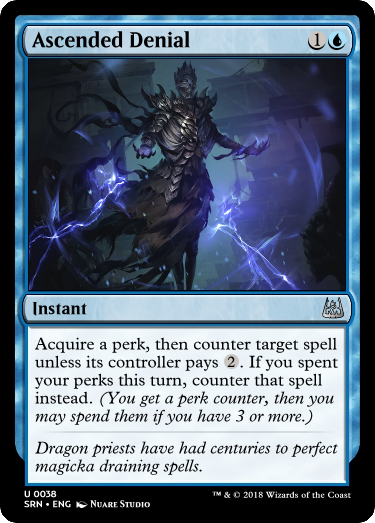 Ascended Denial 1
Instant
Acquire a perk, then counter target spell
unless its controller pays 2. If you spent
your perks this turn, counter that spell
instead. (You get a perk counter, then you
may spend them if you have 3 or more.)
Dragon priests have had centuries to perfect
magicka draining spells.
U 0038
SRN • ENG NUARE STUDIO
™ & © 2018 Wizards of the Coast